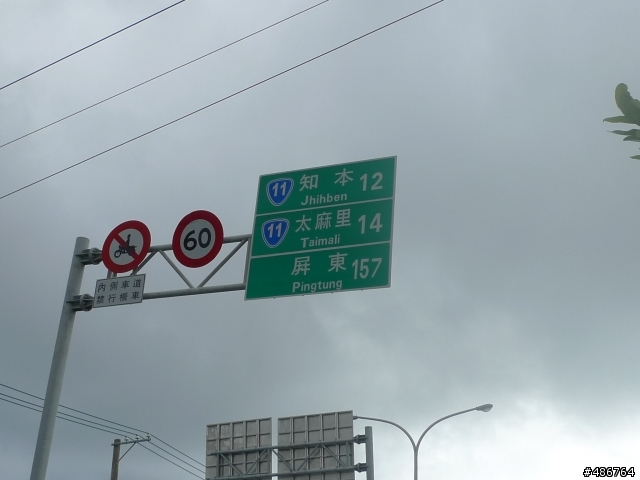 11 知本 12
Jhihben
11 太麻里 14
Taimali
屏東 157
Pingtung
60
內側車道
禁行機車
#486764